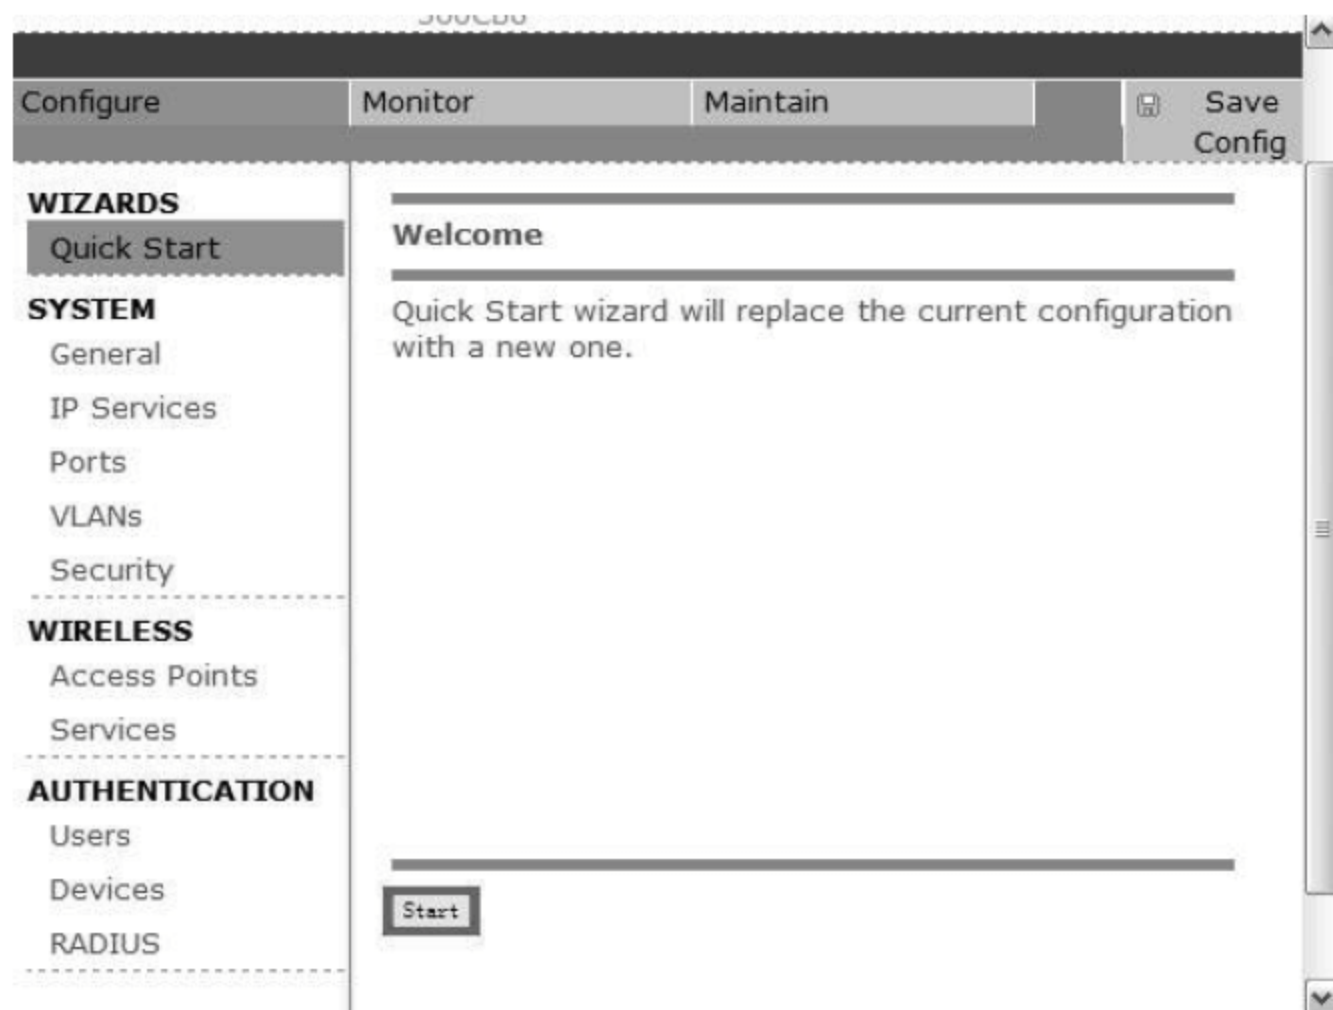 Configure
Monitor
Maintain
Save
Config
WIZARDS
Quick Start
SYSTEM
General
IP Services
Ports
VLANs
Security
WIRELESS
Access Points
Services
AUTHENTICATION
Users
Devices
RADIUS
Welcome
Quick Start wizard will replace the current configuration
with a new one.
Start